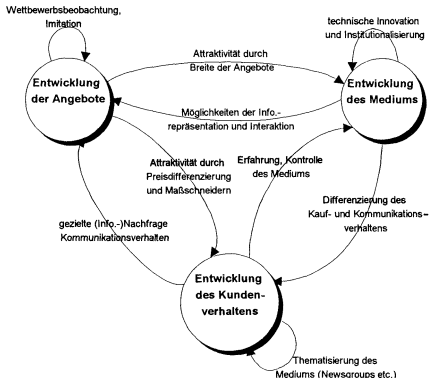 Wettbewerbsbeobachtung,
Imitation
technische Innovation
und Institutionalisierung
Attraktivität durch
Breite der Angebote
Entwicklung
der Angebote
Entwicklung
des Mediums
Möglichkeiten der Info.-
repräsentation und Interaktion
Attraktivität durch
Preisdifferenzierung
und Maßschneidern
Erfahrung, Kontrolle
des Mediums
Differenzierung des
Kauf- und Kommunikations-
verhaltens
gezielte (Info.-)Nachfrage
Kommunikationsverhalten
Entwicklung
des Kunden-
verhaltens
Thematisierung des
Mediums (Newsgroups etc.)